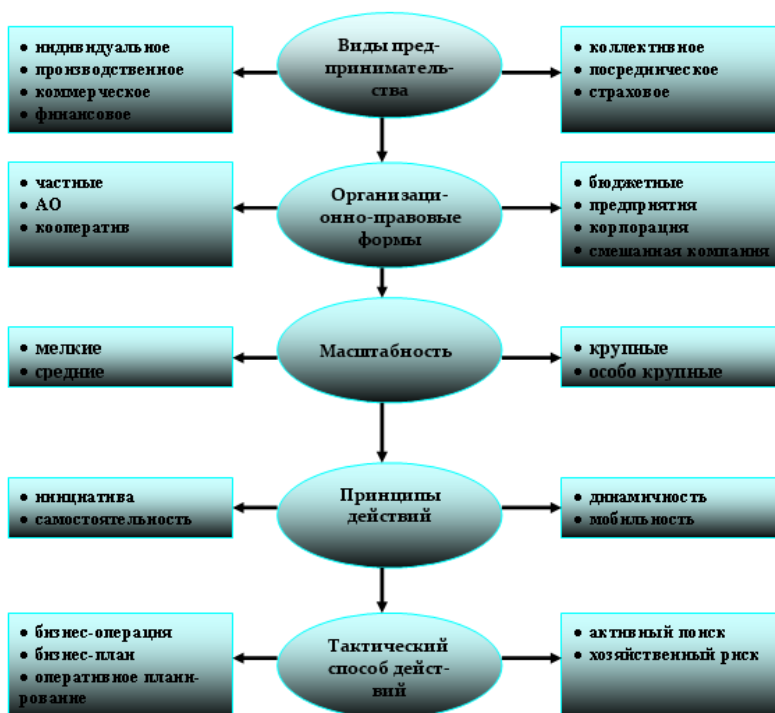 • индивидуальное
• производственное
• коммерческое
• финансовое
Виды пред-
принматель-
ства
• коллективное
• посредническое
• страховое
• частные
• АО
• кооператив
Организаци-
онно-правовые
формы
• бюджетные
• предприятия
• корпорация
• смешанная компания
• мелкие
• средние
Масштабность
• крупные
• особо крупные
• инициатива
• самостоятельность
Принципы
действий
• динамичность
• мобильность
• бизнес-операция
• бизнес-план
• оперативное плани-
рование
Тактический
способ дейст-
вий
• активный поиск
• хозяйственный риск